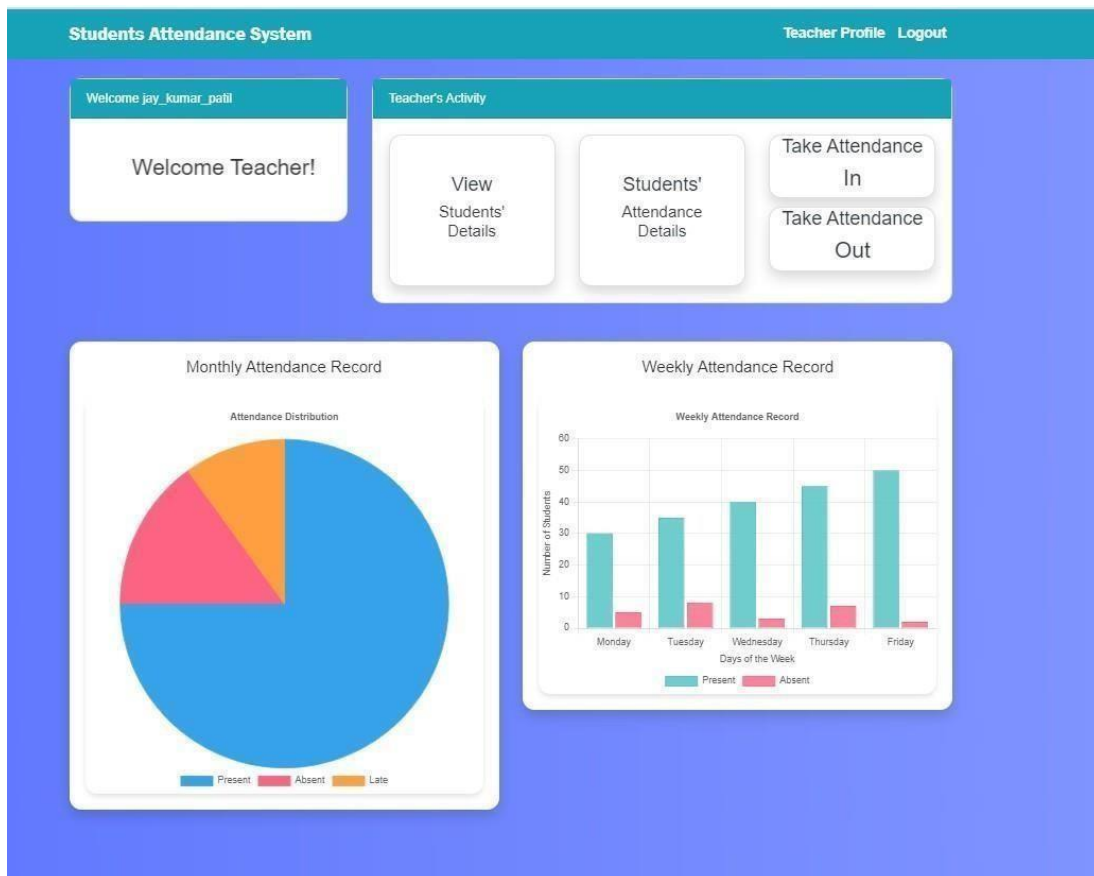 Students Attendance System
Teacher Profile Logout
Welcome jay_kumar_patil
Welcome Teacher!
Teacher's Activity
View
Students'
Details
Students'
Attendance
Details
Take Attendance
In
Take Attendance
Out
Monthly Attendance Record
Attendance Distribution
Present Absent Late
Weekly Attendance Record
Weekly Attendance Record
60
50
40
30
20
10
0
Number of Students
Monday Tuesday Wednesday Thursday Friday
Days of the Week
Present Absent